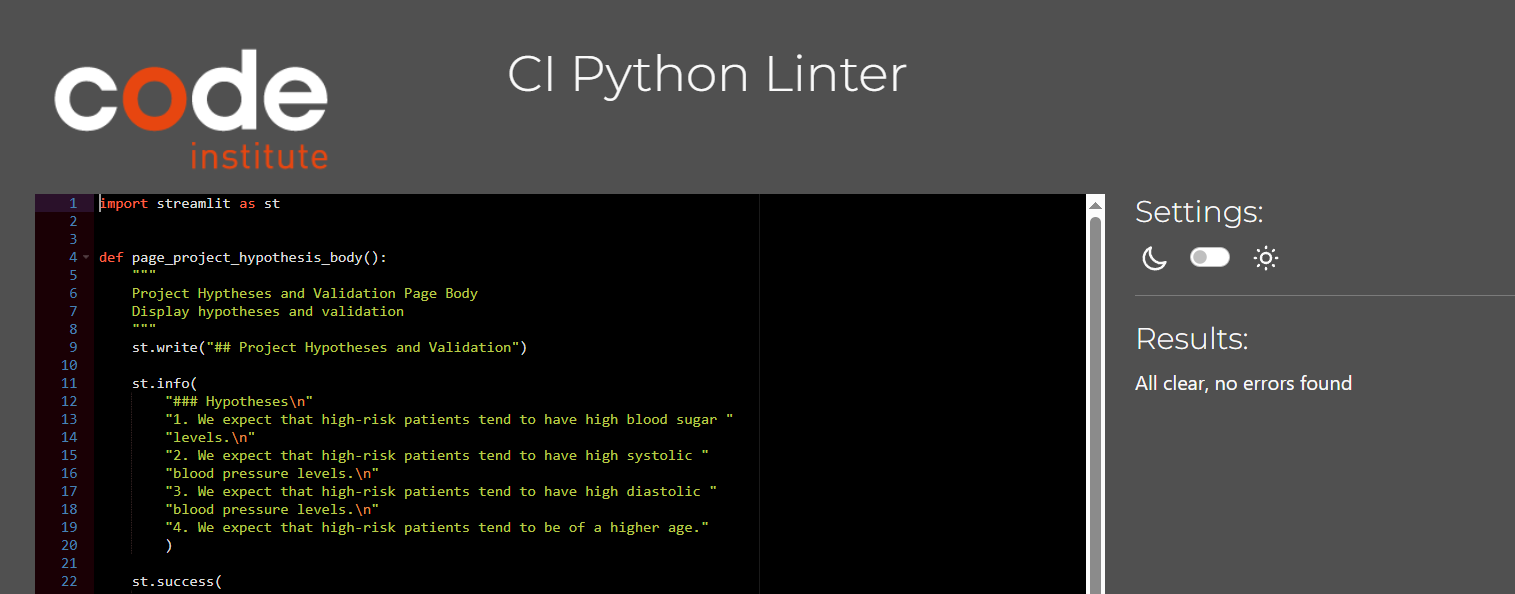 code
institute
CI Python Linter
1 import streamlit as st
2
3
4 def page_project_hypothesis_body():
5     """
6     Project Hyptheses and Validation Page Body
7     Display hypotheses and validation
8     """
9     st.write("## Project Hypotheses and Validation")
10
11     st.info(
12         "### Hypotheses\n"
13         "1. We expect that high-risk patients tend to have high blood sugar "
14         "levels.\n"
15         "2. We expect that high-risk patients tend to have high systolic "
16         "blood pressure levels.\n"
17         "3. We expect that high-risk patients tend to have high diastolic "
18         "blood pressure levels.\n"
19         "4. We expect that high-risk patients tend to be of a higher age."
20         )
21
22     st.success(
Settings:
Results:
All clear, no errors found